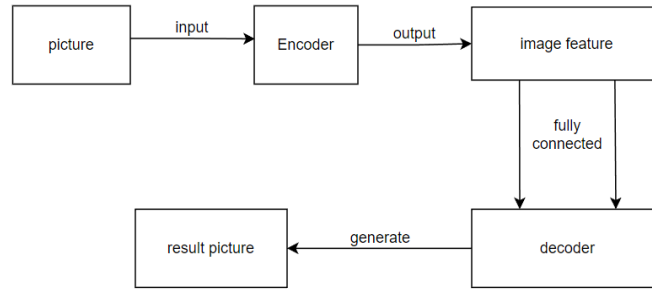 picture
input
Encoder
output
image feature
fully
connected
result picture
generate
decoder